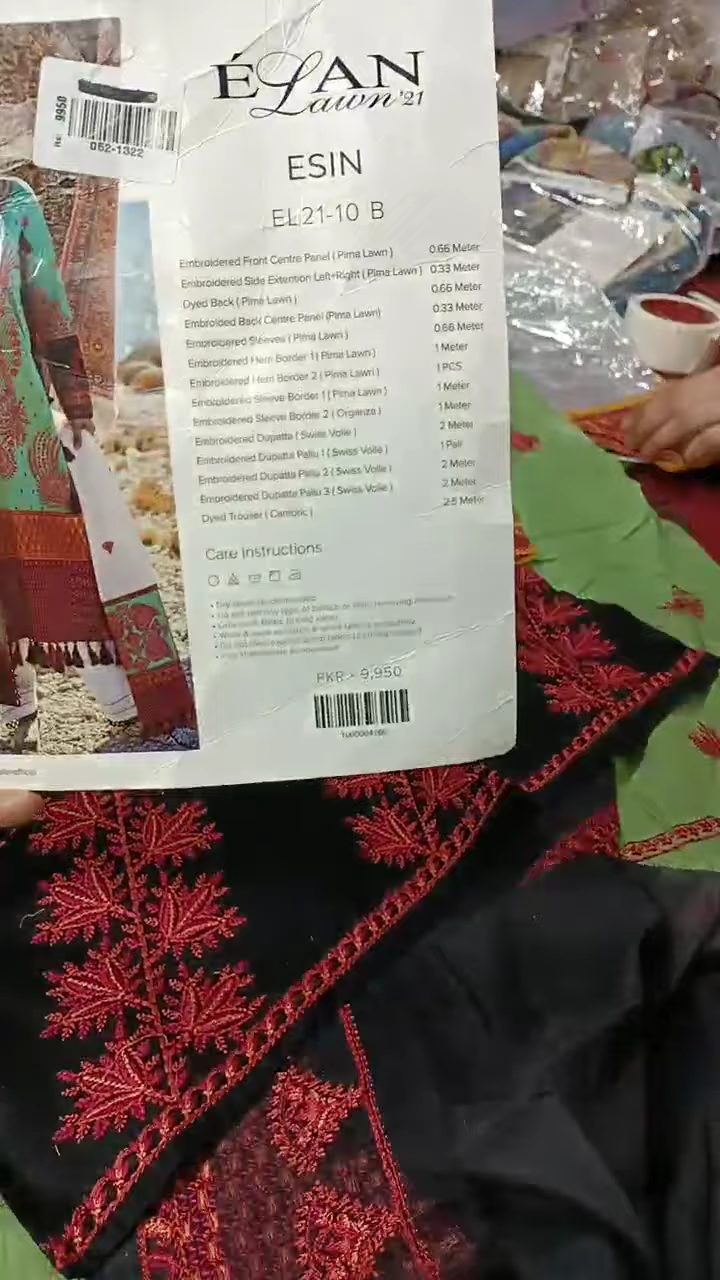 Rs: 9950
052-1322
ÉLAN
Lawn '21
ESIN
EL21-10 B
Embroidered Front Centre Panel ( Pima Lawn ) 0.66 Meter
Embroidered Side Extention Left+Right ( Pima Lawn ) 0.33 Meter
Dyed Back ( Pima Lawn ) 0.66 Meter
Embroided Back Centre Panel (Pima Lawn) 0.33 Meter
Embroidered Sleeves ( Pima Lawn ) 0.66 Meter
Embroidered Hem Border 1 ( Pima Lawn ) 1 Meter
Embroidered Hem Border 2 ( Pima Lawn ) 1 PCS
Embroidered Sleeve Border 1 ( Pima Lawn ) 1 Meter
Embroidered Sleeve Border 2 ( Organza ) 1 Meter
Embroidered Dupatta ( Swiss Voile ) 2 Meter
Embroidered Dupatta Pallu 1 ( Swiss Voile ) 1 Pair
Embroidered Dupatta Pallu 2 ( Swiss Voile ) 2 Meter
Embroidered Dupatta Pallu 3 ( Swiss Voile ) 2 Meter
Dyed Trouser ( Cambric ) 2.5 Meter
Care Instructions
PKR - 9,950